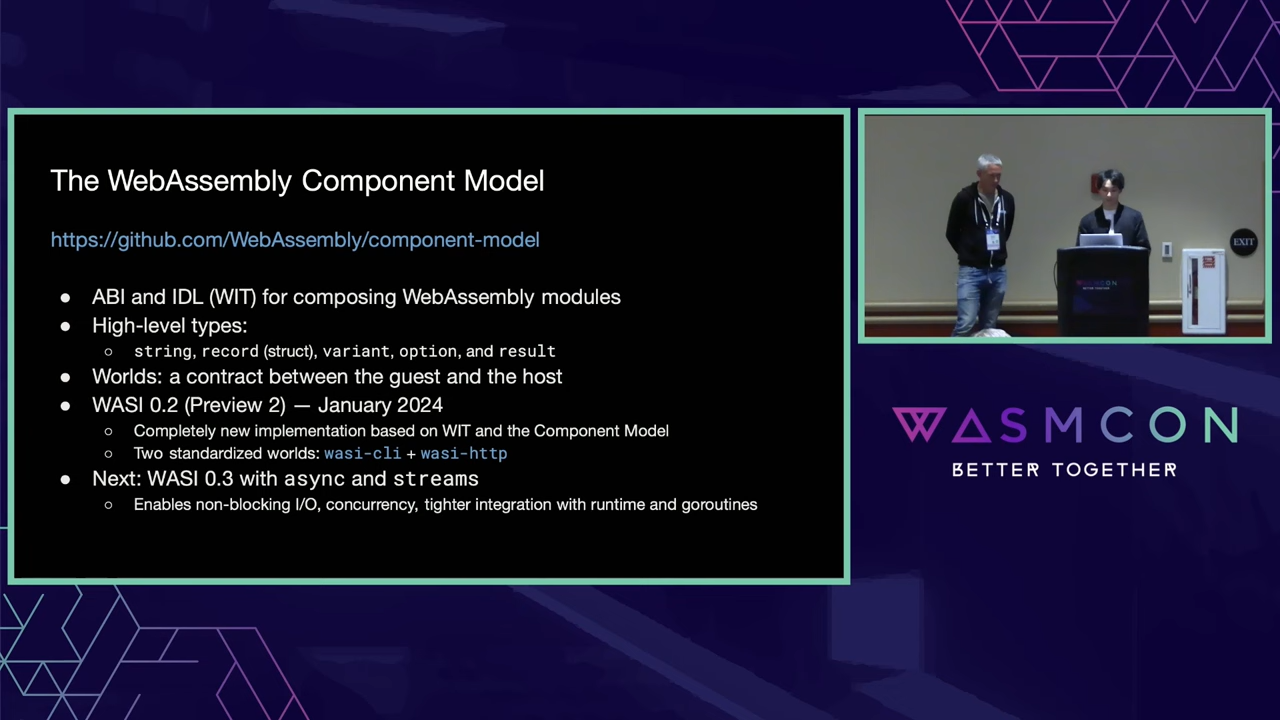 The WebAssembly Component Model
https://github.com/WebAssembly/component-model
● ABI and IDL (WIT) for composing WebAssembly modules
● High-level types:
○ string, record (struct), variant, option, and result
● Worlds: a contract between the guest and the host
● WASI 0.2 (Preview 2) — January 2024
○ Completely new implementation based on WIT and the Component Model
○ Two standardized worlds: wasi-cli + wasi-http
● Next: WASI 0.3 with async and streams
○ Enables non-blocking I/O, concurrency, tighter integration with runtime and goroutines
EXIT
WASMCON
WASMCON
BETTER TOGETHER